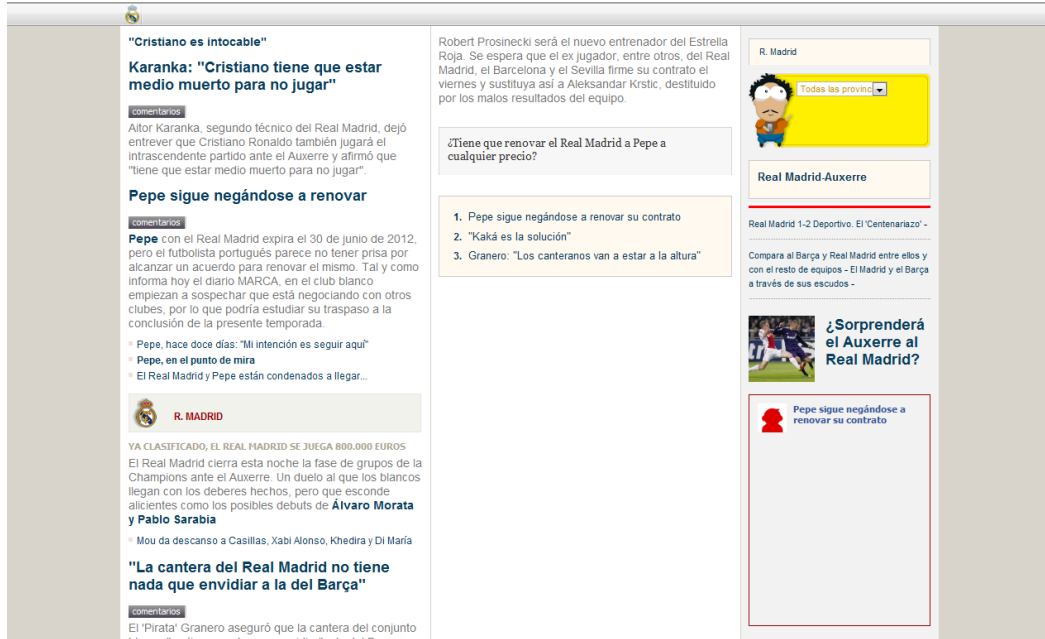 "Cristiano es intocable"
Karanka: "Cristiano tiene que estar
medio muerto para no jugar"
comentarios
Aitor Karanka, segundo técnico del Real Madrid, dejó
entrever que Cristiano Ronaldo también jugará el
intrascendente partido ante el Auxerre y afirmó que
"tiene que estar medio muerto para no jugar".
Pepe sigue negándose a renovar
comentarios
Pepe con el Real Madrid expira el 30 de junio de 2012,
pero el futbolista portugués parece no tener prisa por
alcanzar un acuerdo para renovar el mismo. Tal y como
informa hoy el diario MARCA, en el club blanco
empiezan a sospechar que está negociando con otros
clubes, por lo que podría estudiar su traspaso a la
conclusión de la presente temporada.
Pepe, hace doce días: "Mi intención es seguir aquí"
Pepe, en el punto de mira
El Real Madrid y Pepe están condenados a llegar...
R. MADRID
YA CLASIFICADO, EL REAL MADRID SE JUEGA 800.000 EUROS
El Real Madrid cierra esta noche la fase de grupos de la
Champions ante el Auxerre. Un duelo al que los blancos
llegan con los deberes hechos, pero que esconde
alicientes como los posibles debuts de Álvaro Morata
y Pablo Sarabia
Mou da descanso a Casillas, Xabi Alonso, Khedira y Di María
"La cantera del Real Madrid no tiene
nada que envidiar a la del Barça"
comentarios
El 'Pirata' Granero aseguró que la cantera del conjunto
Robert Prosinecki será el nuevo entrenador del Estrella
Roja. Se espera que el ex jugador, entre otros, del Real
Madrid, el Barcelona y el Sevilla firme su contrato el
viernes y sustituya así a Aleksandar Krstic, destituido
por los malos resultados del equipo.
¿Tiene que renovar el Real Madrid a Pepe a
cualquier precio?
1. Pepe sigue negándose a renovar su contrato
2. "Kaká es la solución"
3. Granero: "Los canteranos van a estar a la altura"
R. Madrid
Todas las provinc
Real Madrid-Auxerre
Real Madrid 1-2 Deportivo. El 'Centenariazo' -
Compara al Barça y Real Madrid entre ellos y
con el resto de equipos - El Madrid y el Barça
a través de sus escudos -
¿Sorprenderá
el Auxerre al
Real Madrid?
Pepe sigue negándose a
renovar su contrato